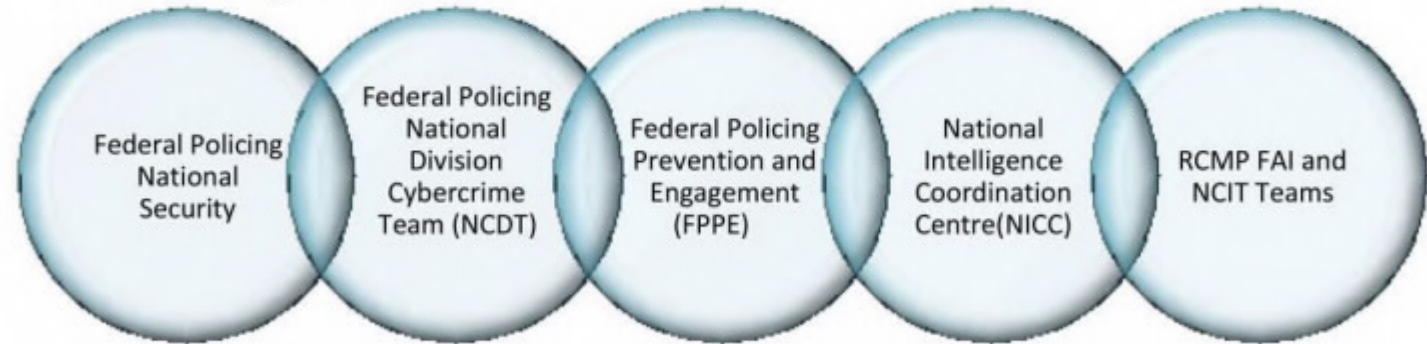 Federal Policing
National
Security
Federal Policing
National
Division
Cybercrime
Team (NCDT)
Federal Policing
Prevention and
Engagement
(FPPE)
National
Intelligence
Coordination
Centre(NICC)
RCMP FAI and
NCIT Teams